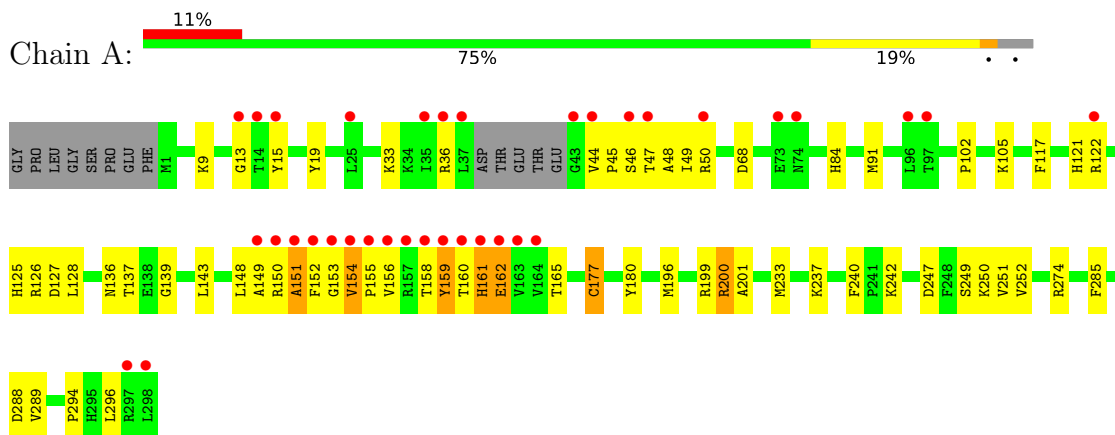 11%
Chain A:
75% 19% . .
GLY PRO LEU GLY SER PRO GLU PHE M1 K9 G13 T14 Y15 Y19 L25 K33 K34 I35 R36 L37 ASP THR GLU THR GLU G43 V44 P45 S46 T47 A48 I49 R50 D68 E73 N74 H84 M91 L96 T97 P102 K105 F117 H121 R122
H125 R126 D127 L128 N136 T137 E138 G139 L143 L148 A149 R150 A151 F152 G153 V154 P155 V156 R157 T158 Y159 T160 H161 E162 V163 V164 T165 C177 Y180 M196 R199 R200 A201 M233 K237 F240 P241 K242 D247 F248 S249 K250 V251 V252 R274 F285
D288 V289 P294 H295 L296 R297 L298